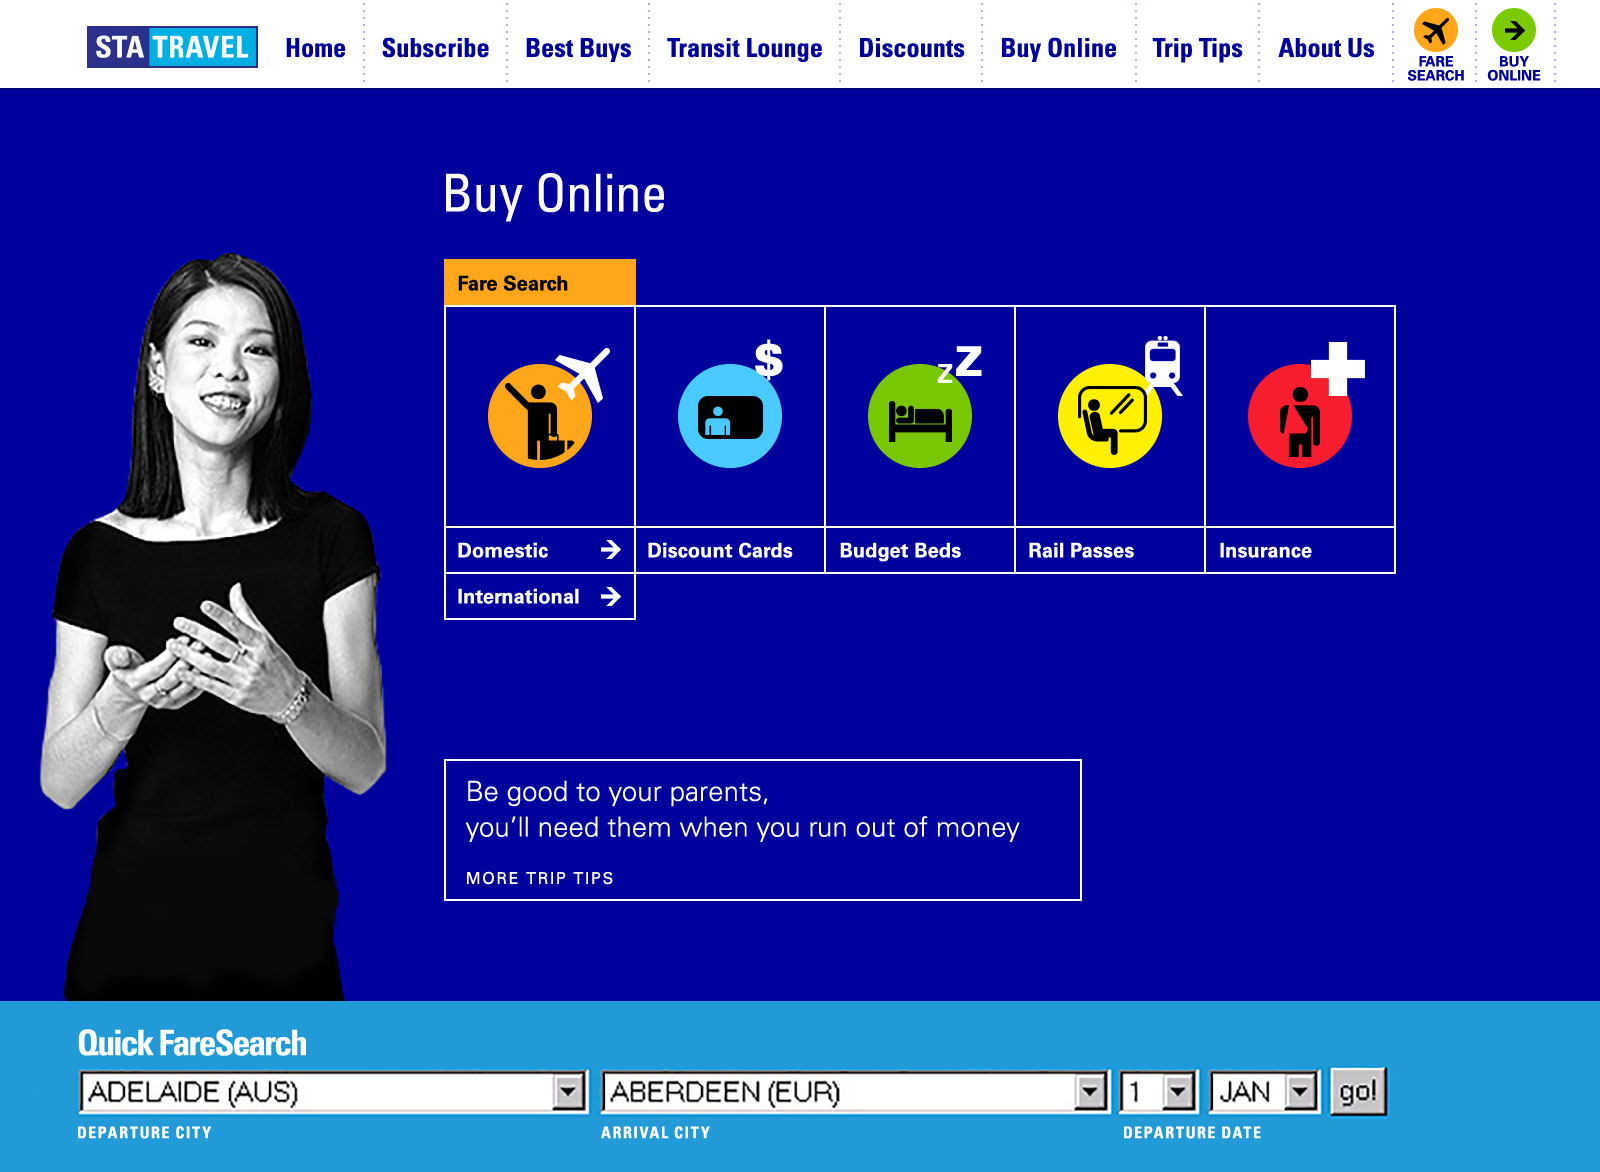 STA TRAVEL
Home
Subscribe
Best Buys
Transit Lounge
Discounts
Buy Online
Trip Tips
About Us
FARE
SEARCH
BUY
ONLINE
Buy Online
Fare Search
$
zZ
Domestic
Discount Cards
Budget Beds
Rail Passes
Insurance
International
Be good to your parents,
you'll need them when you run out of money
MORE TRIP TIPS
Quick FareSearch
ADELAIDE (AUS)
ABERDEEN (EUR)
1
JAN
go!
DEPARTURE CITY
ARRIVAL CITY
DEPARTURE DATE